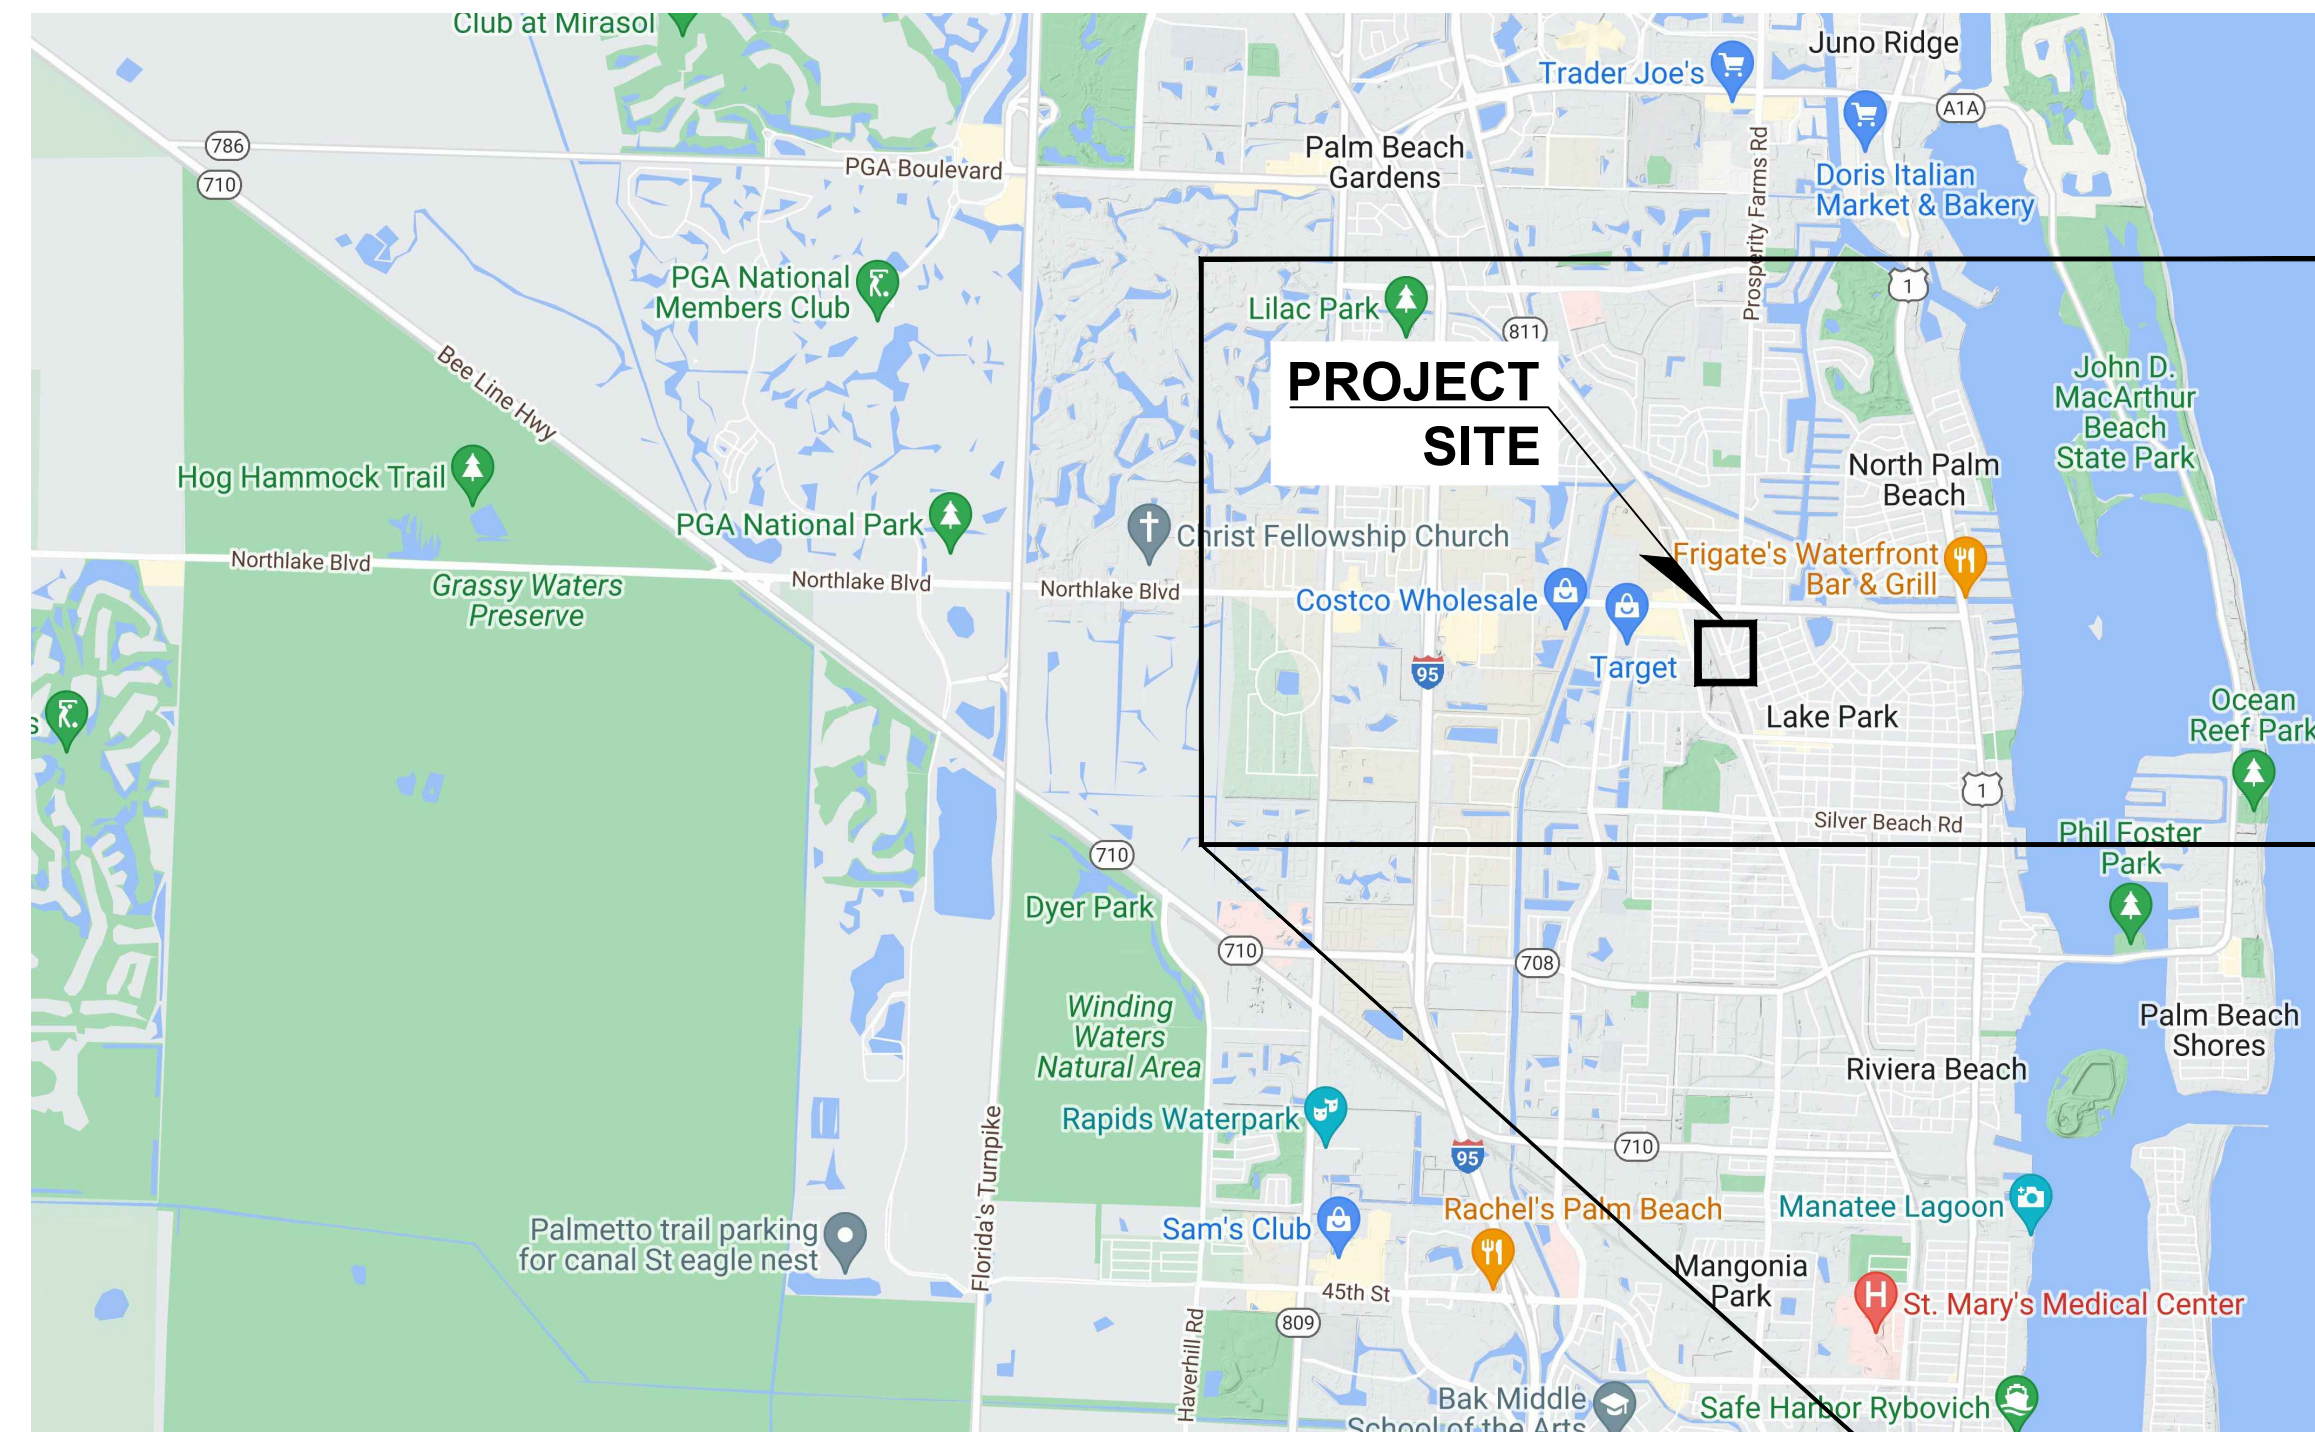 Club at Mirasol
Juno Ridge
Trader Joe's
A1A
786
PGA Boulevard
Palm Beach
Gardens
710
Prosperity Farms Rd
Doris Italian
Market & Bakery
PGA National
Members Club
1
Lilac Park
811
Bee Line Hwy
PROJECT
SITE
John D.
MacArthur
Beach
State Park
Hog Hammock Trail
North Palm
Beach
PGA National Park
Christ Fellowship Church
Northlake Blvd
Northlake Blvd
Northlake Blvd
Frigate's Waterfront
Bar & Grill
Grassy Waters
Preserve
Costco Wholesale
Target
95
s
Lake Park
Ocean
Reef Park
1
Silver Beach Rd
Phil Foster
Park
710
Dyer Park
710
708
Winding
Waters
Natural Area
Palm Beach
Shores
Riviera Beach
Rapids Waterpark
Florida's Turnpike
710
95
Rachel's Palm Beach
Manatee Lagoon
Sam's Club
Palmetto trail parking
for canal St eagle nest
Mangonia
Park
45th St
H
St. Mary's Medical Center
809
Haverhill Rd
Bak Middle
School of the Arts
Safe Harbor Rybovich